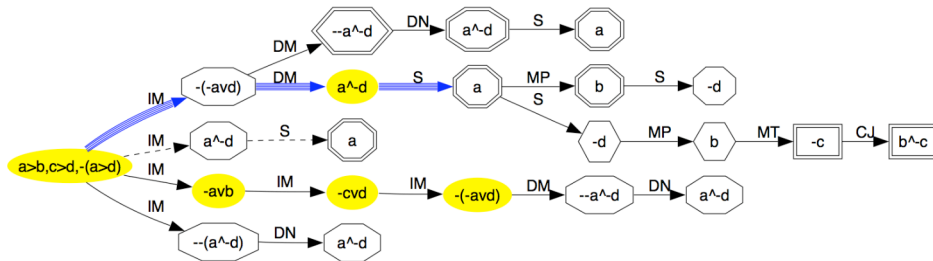 --a^-d DN a^-d S a
DM
-(-avd) DM a^-d S a MP b S -d
IM S
a^-d S a -d MP b MT -c CJ b^-c
IM
a>b,c>d,-(a>d)
IM -avb IM -cvd IM -(-avd) DM --a^-d DN a^-d
IM
--(a^-d) DN a^-d